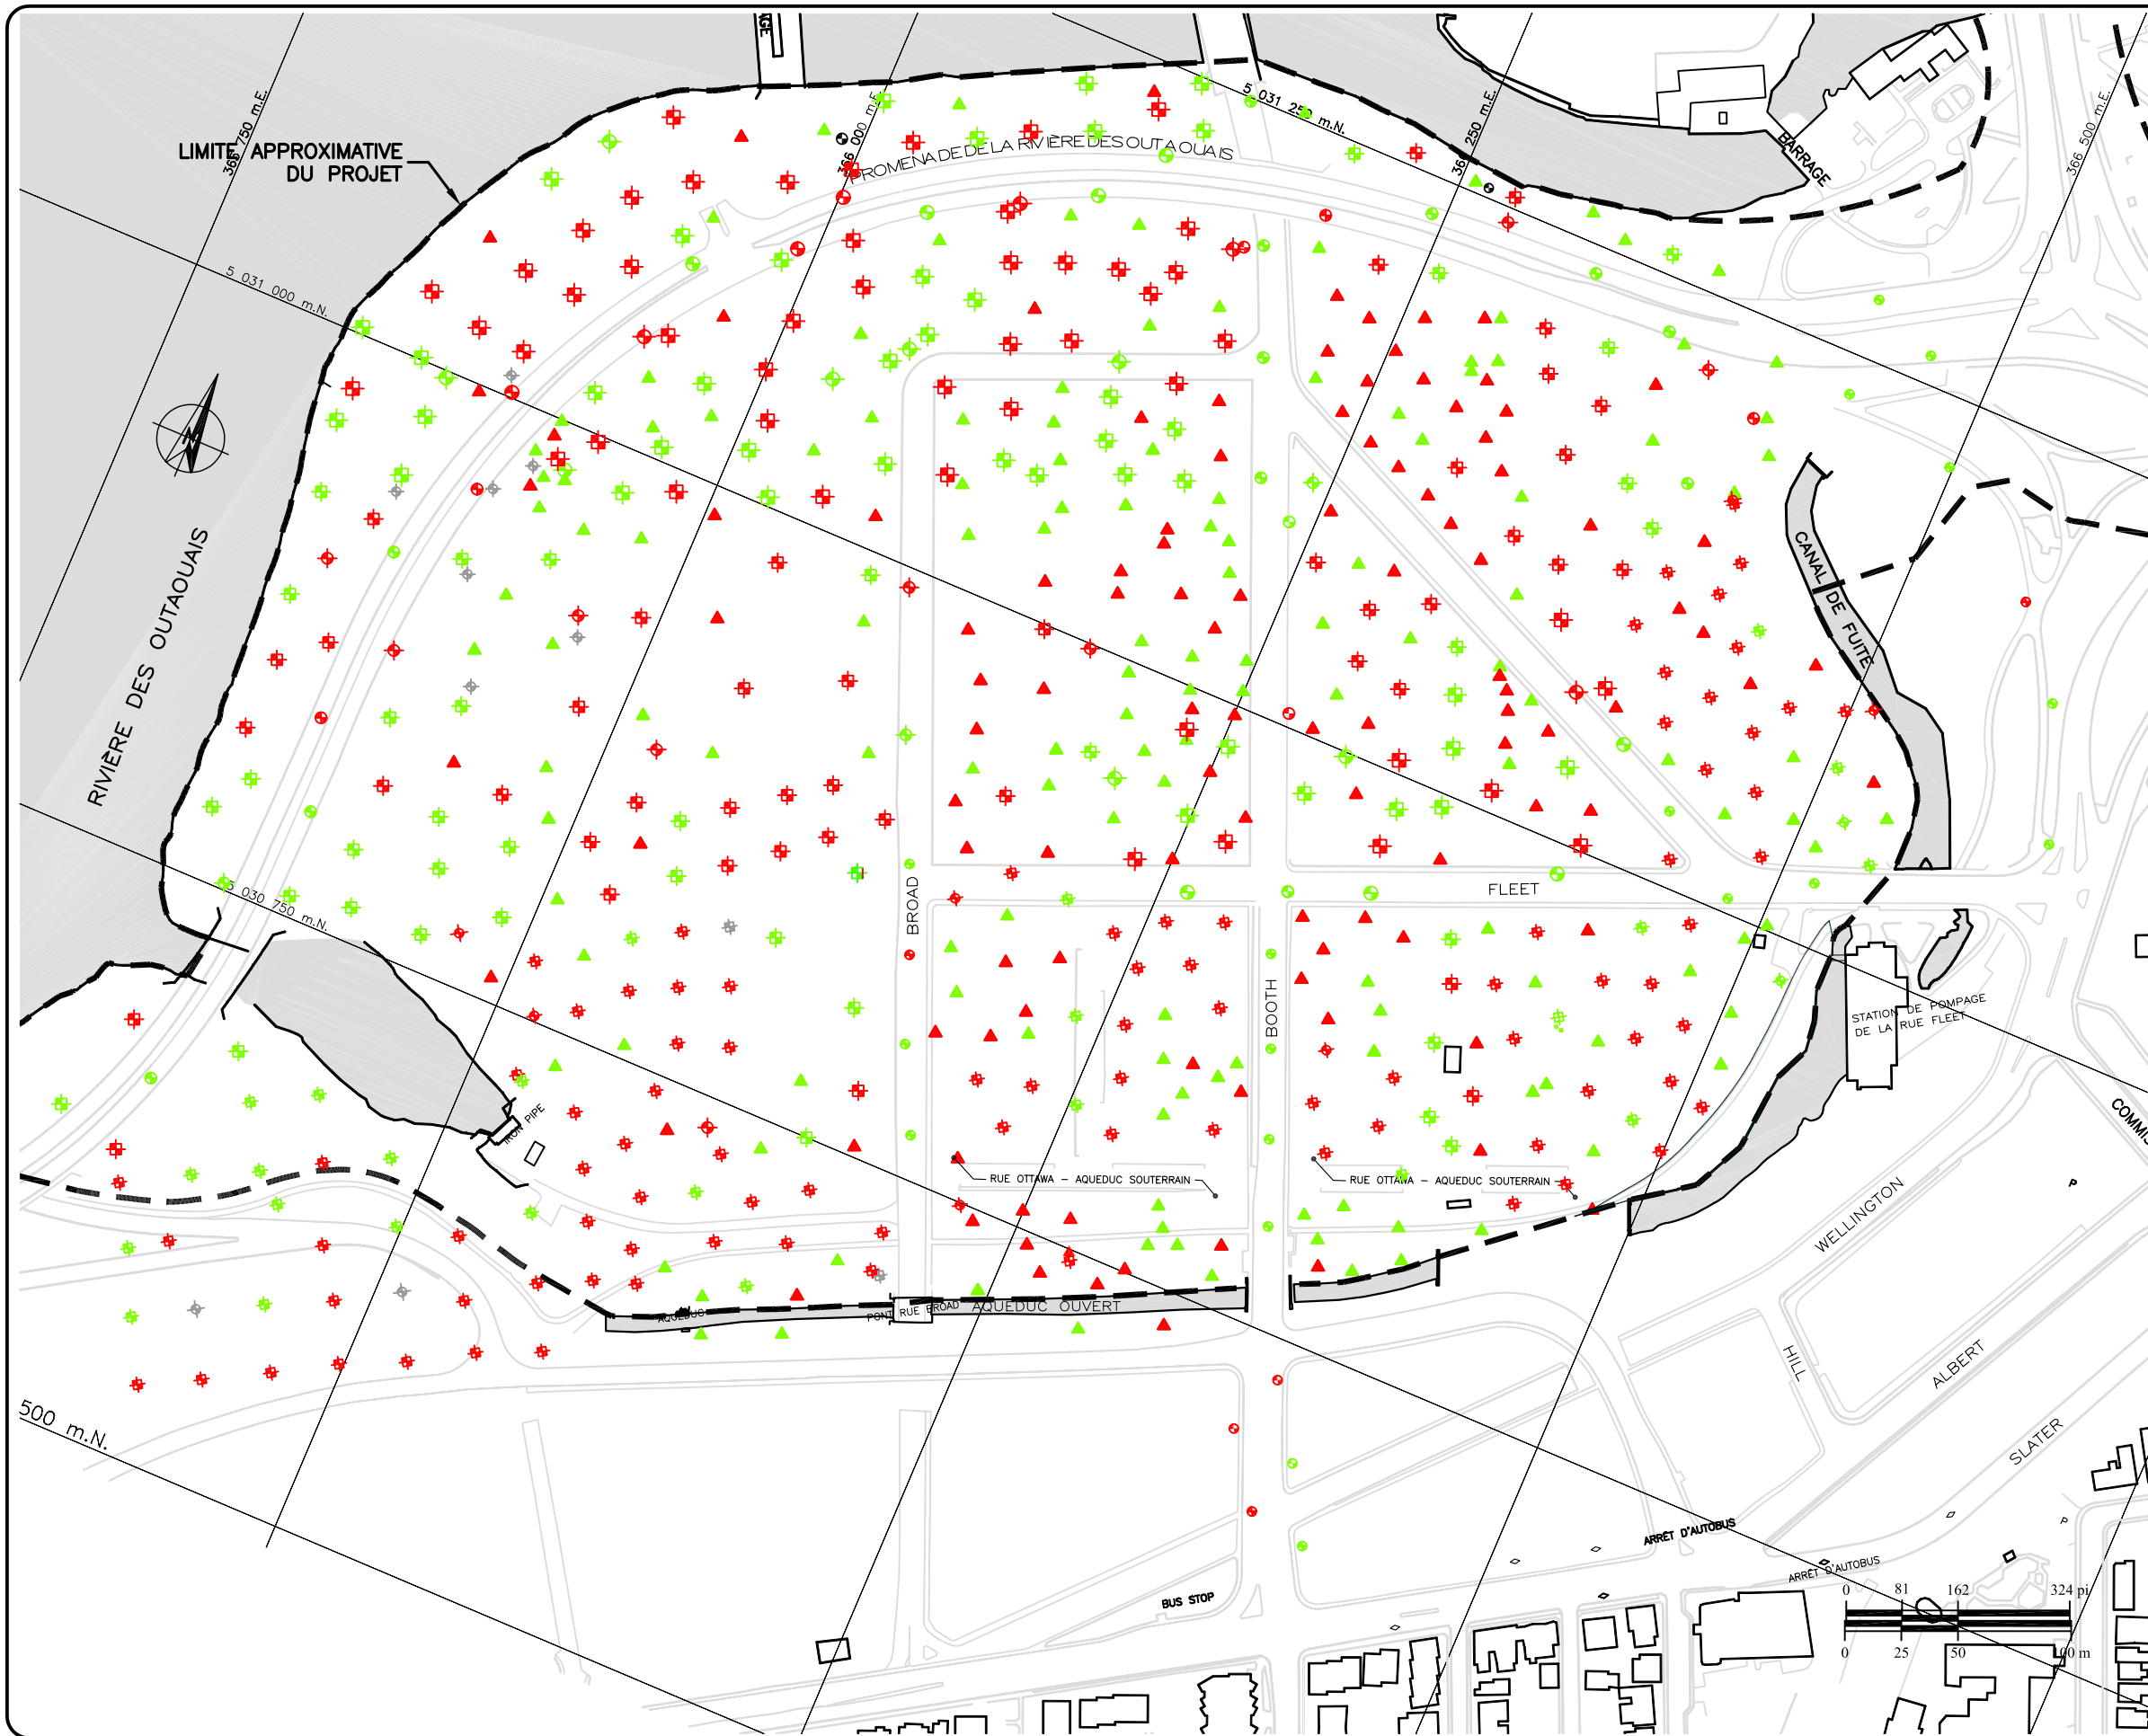 366 000 m.E.
5 031 250 m.N.
366 250 m.E.
366 500 m.E.
LIMITE APPROXIMATIVE
DU PROJET
PROMENADE DE LA RIVIÈRE DES OUTAOUAIS
BARRAGE
5 031 000 m.N.
N
RIVIERE DES OUTAOUAIS
CANAL DE FUITE
5 030 750 m.N.
BROAD
FLEET
BOOTH
STATION DE POMPAGE
DE LA RUE FLEET
IRON PIPE
RUE OTTAWA – AQUEDUC SOUTERRAIN
RUE OTTAWA – AQUEDUC SOUTERRAIN
P
WELLINGTON
AQUEDUC
PONT RUE BROAD
AQUEDUC OUVERT
HILL
ALBERT
SLATER
500 m.N.
ARRÊT D'AUTOBUS
P
ARRÊT D'AUTOBUS
BUS STOP
0 81 162 324 pi
0 25 50 100 m